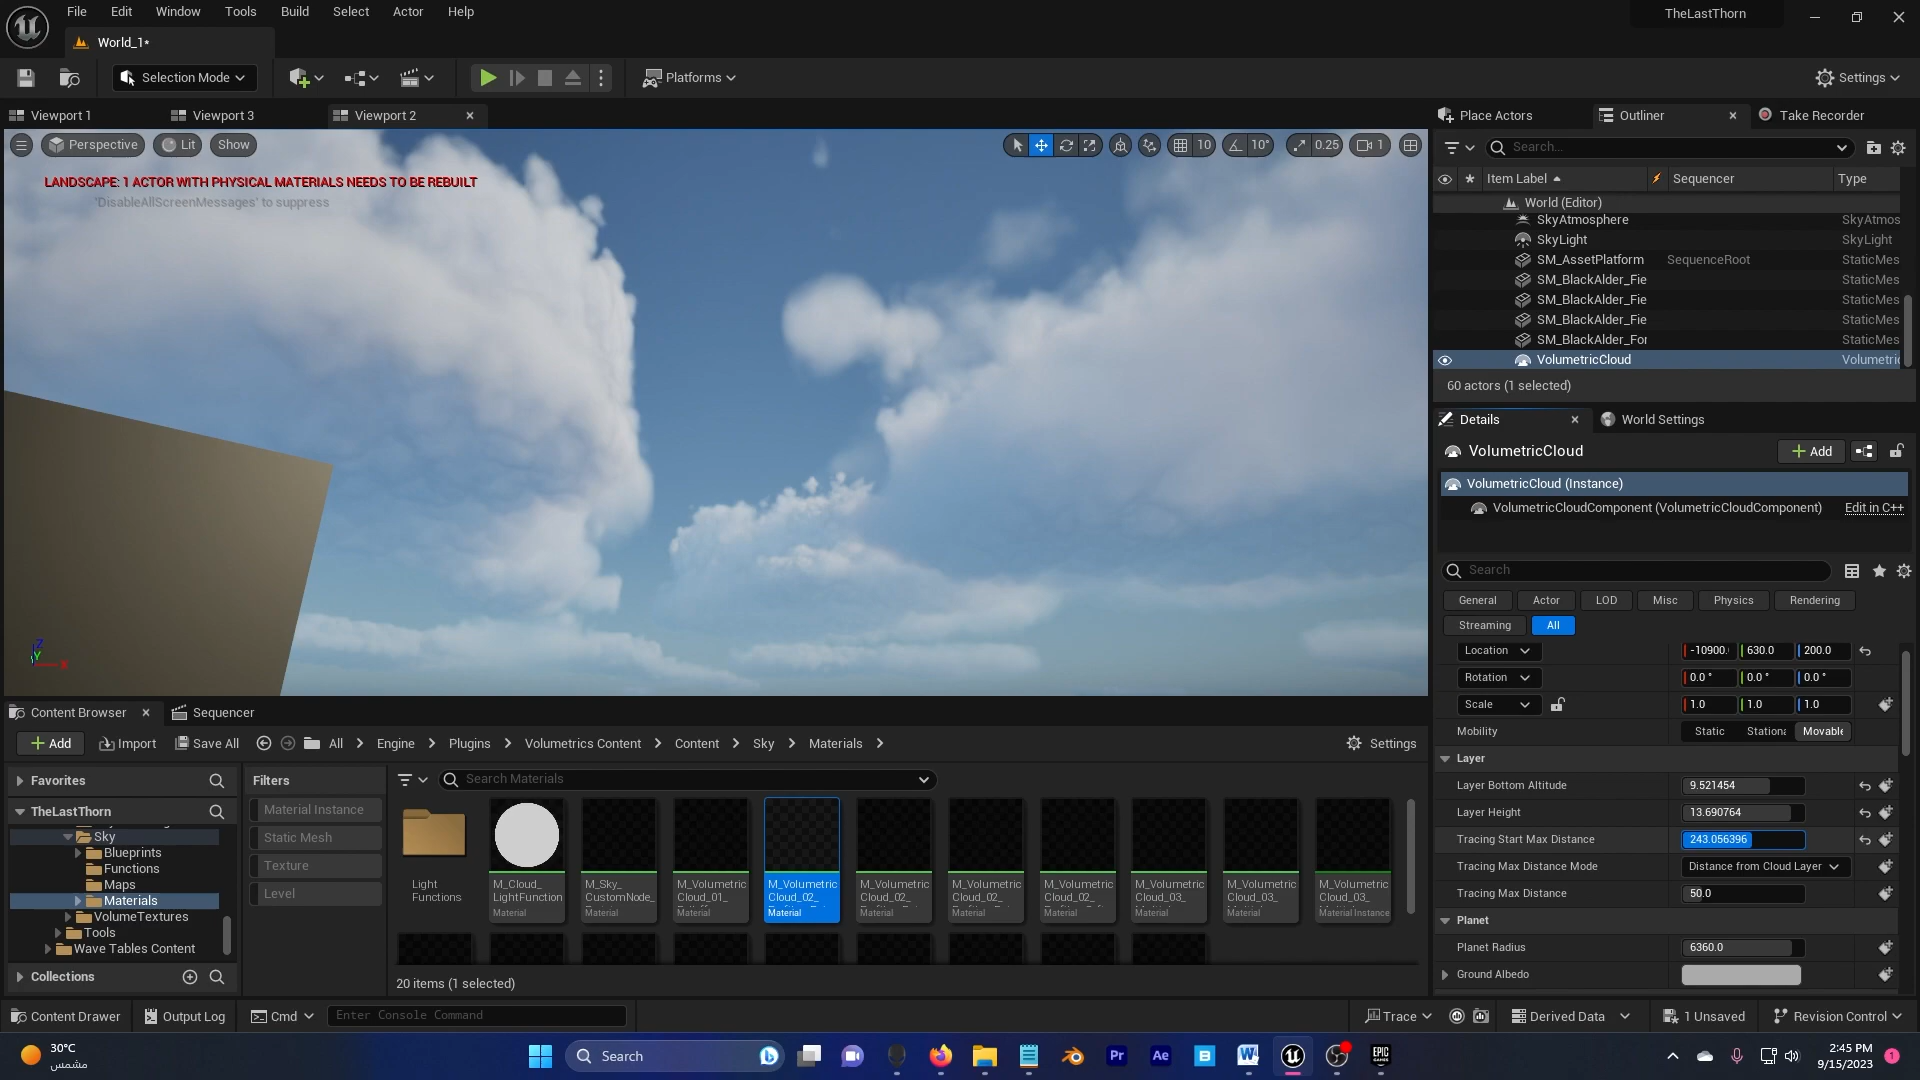 File Edit Window Tools Build Select Actor Help
TheLastThorn
World_1*
Selection Mode
Platforms
Settings
Viewport 1 Viewport 3 Viewport 2
Perspective Lit Show
10 10° 0.25 1
LANDSCAPE: 1 ACTOR WITH PHYSICAL MATERIALS NEEDS TO BE REBUILT
'DisableAllScreenMessages' to suppress
Place Actors Outliner Take Recorder
Search...
Item Label Sequencer Type
World (Editor)
SkyAtmosphere SkyAtmos
SkyLight SkyLight
SM_AssetPlatform SequenceRoot StaticMes
SM_BlackAlder_Fie StaticMes
SM_BlackAlder_Fie StaticMes
SM_BlackAlder_Fie StaticMes
SM_BlackAlder_For StaticMes
VolumetricCloud Volumetric
60 actors (1 selected)
Details World Settings
VolumetricCloud
Add
VolumetricCloud (Instance)
VolumetricCloudComponent (VolumetricCloudComponent) Edit in C++
Search
General Actor LOD Misc Physics Rendering
Streaming All
Location -10900. 630.0 200.0
Rotation 0.0 ° 0.0 ° 0.0 °
Scale 1.0 1.0 1.0
Mobility Static Stationa Movable
Layer
Layer Bottom Altitude 9.521454
Layer Height 13.690764
Tracing Start Max Distance 243.056396
Tracing Max Distance Mode Distance from Cloud Layer
Tracing Max Distance 50.0
Planet
Planet Radius 6360.0
Ground Albedo
Content Browser Sequencer
Add Import Save All All Engine Plugins Volumetrics Content Content Sky Materials Settings
Favorites
TheLastThorn
Sky
Blueprints
Functions
Maps
Materials
VolumeTextures
Tools
Wave Tables Content
Collections
Filters
Material Instance
Static Mesh
Texture
Level
Search Materials
Light Functions
M_Cloud_
LightFunction
Material
M_Sky_
CustomNode_
Material
M_Volumetric
Cloud_01_
Material
M_Volumetric
Cloud_02_
Material
M_Volumetric
Cloud_02_
Material
M_Volumetric
Cloud_02_
Material
M_Volumetric
Cloud_02_
Material
M_Volumetric
Cloud_03_
Material
M_Volumetric
Cloud_03_
Material
M_Volumetric
Cloud_03_
Material Instance
20 items (1 selected)
Content Drawer Output Log Cmd Enter Console Command Trace Derived Data 1 Unsaved Revision Control
30°C
مشمس
Search
Pr Ae B W EPIC GAMES
2:45 PM
9/15/2023
1